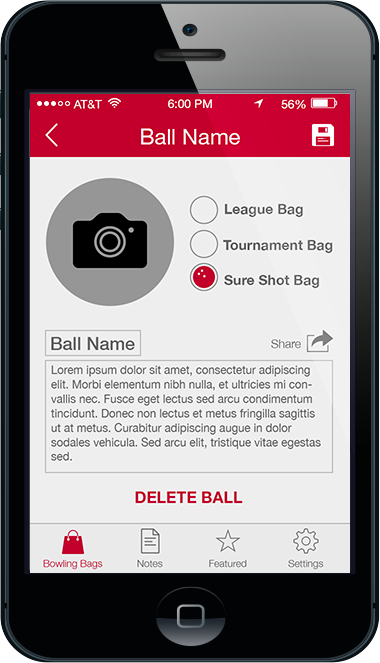 AT&T 6:00 PM 56%
Ball Name
League Bag
Tournament Bag
Sure Shot Bag
Ball Name
Share
Lorem ipsum dolor sit amet, consectetur adipiscing
elit. Morbi elementum nibh nulla, et ultricies mi con-
vallis nec. Fusce eget lectus sed arcu condimentum
tincidunt. Donec non lectus et metus fringilla sagittis
ut at metus. Curabitur adipiscing augue in dolor
sodales vehicula. Sed arcu elit, tristique vitae egestas
sed.
DELETE BALL
Bowling Bags Notes Featured Settings